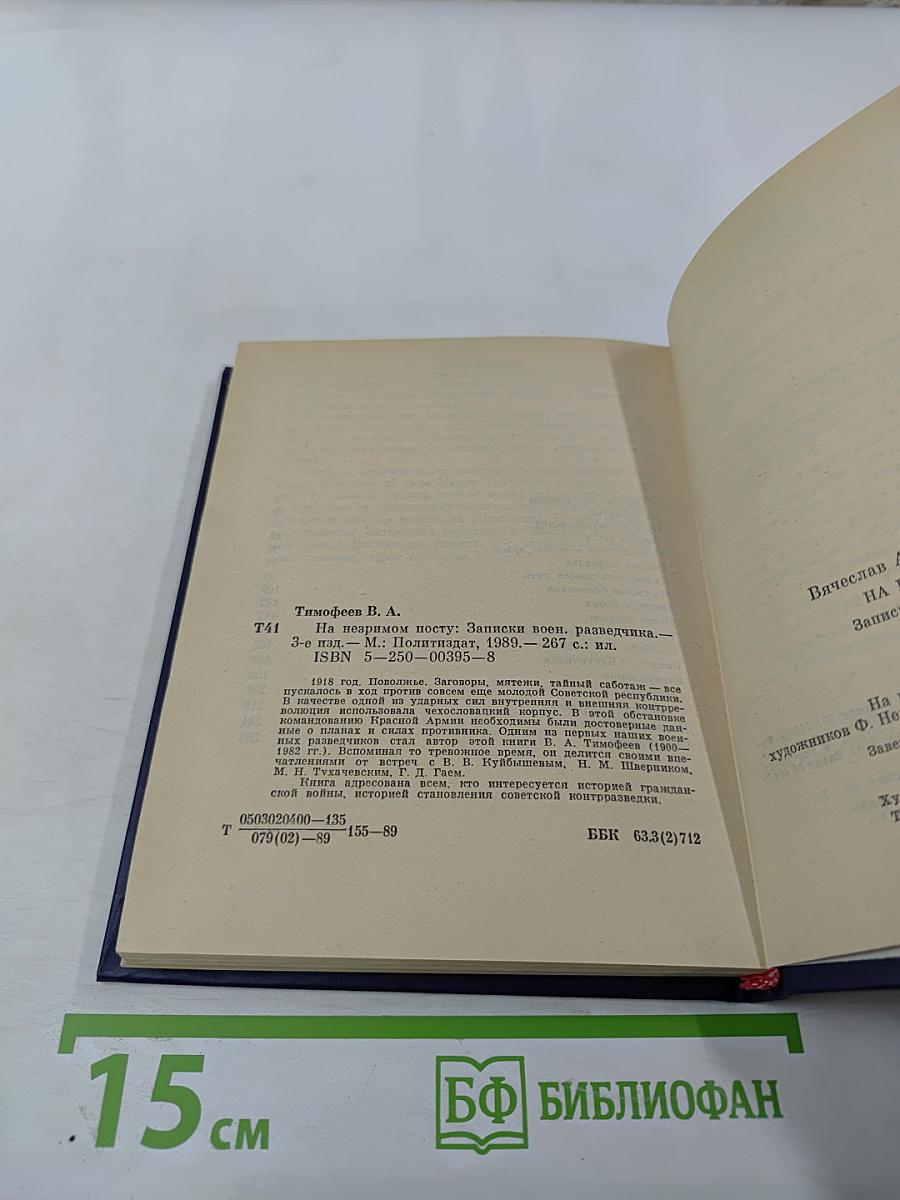 Тимофеев В. А.
Т41 На незримом посту: Записки воен. разведчика.—
3-е изд.— М.: Политиздат, 1989.— 267 с.: ил.
ISBN 5—250—00395—8
1918 год. Поволжье. Заговоры, мятежи, тайный саботаж — все
пускалось в ход против совсем еще молодой Советской республики.
В качестве одной из ударных сил внутренняя и внешняя контрре-
волюция использовала чехословацкий корпус. В этой обстановке
командованию Красной Армии необходимы были достоверные дан-
ные о планах и силах противника. Одним из первых наших воен-
ных разведчиков стал автор этой книги В. А. Тимофеев (1900—
1982 гг.). Вспоминая то тревожное время, он делится своими впе-
чатлениями от встреч с В. В. Куйбышевым, Н. М. Шверником,
М. Н. Тухачевским, Г. Д. Гаем.
Книга адресована всем, кто интересуется историей граждан-
ской войны, историей становления советской контрразведки.
Т 0503020400—135
079(02)—89 155—89
ББК 63.3(2)712
Вячеслав А
НА
Запис
На
художников Ф. Не
Заве
Ху
Т
15 см
БФ БИБЛИОФАН